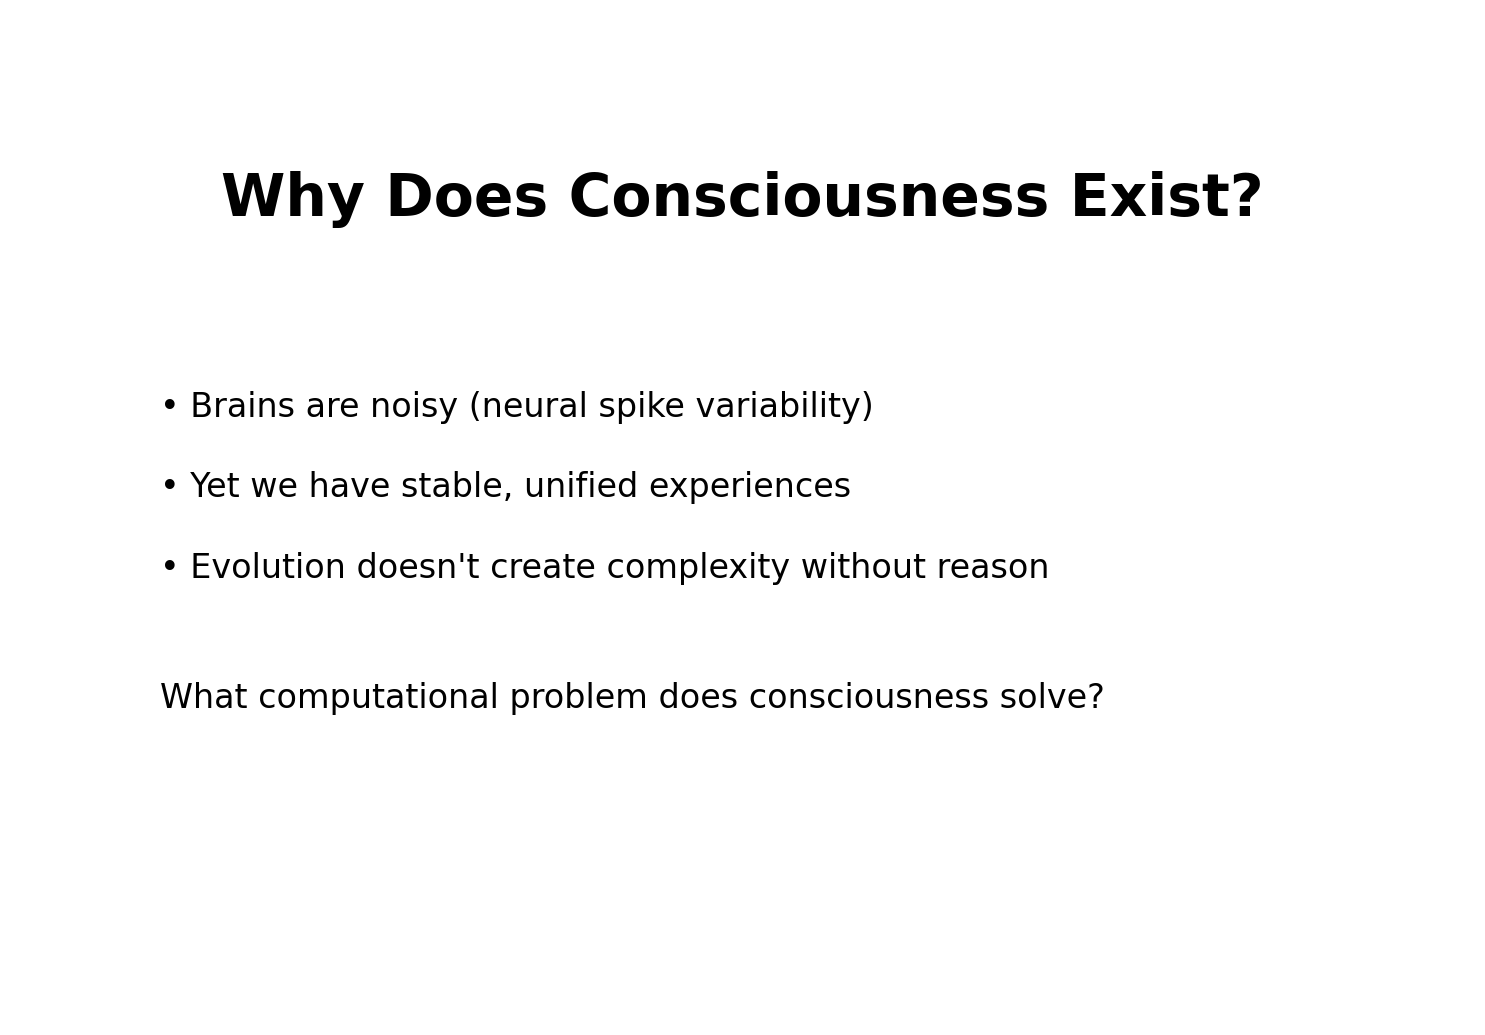 Why Does Consciousness Exist?
• Brains are noisy (neural spike variability)
• Yet we have stable, unified experiences
• Evolution doesn't create complexity without reason
What computational problem does consciousness solve?